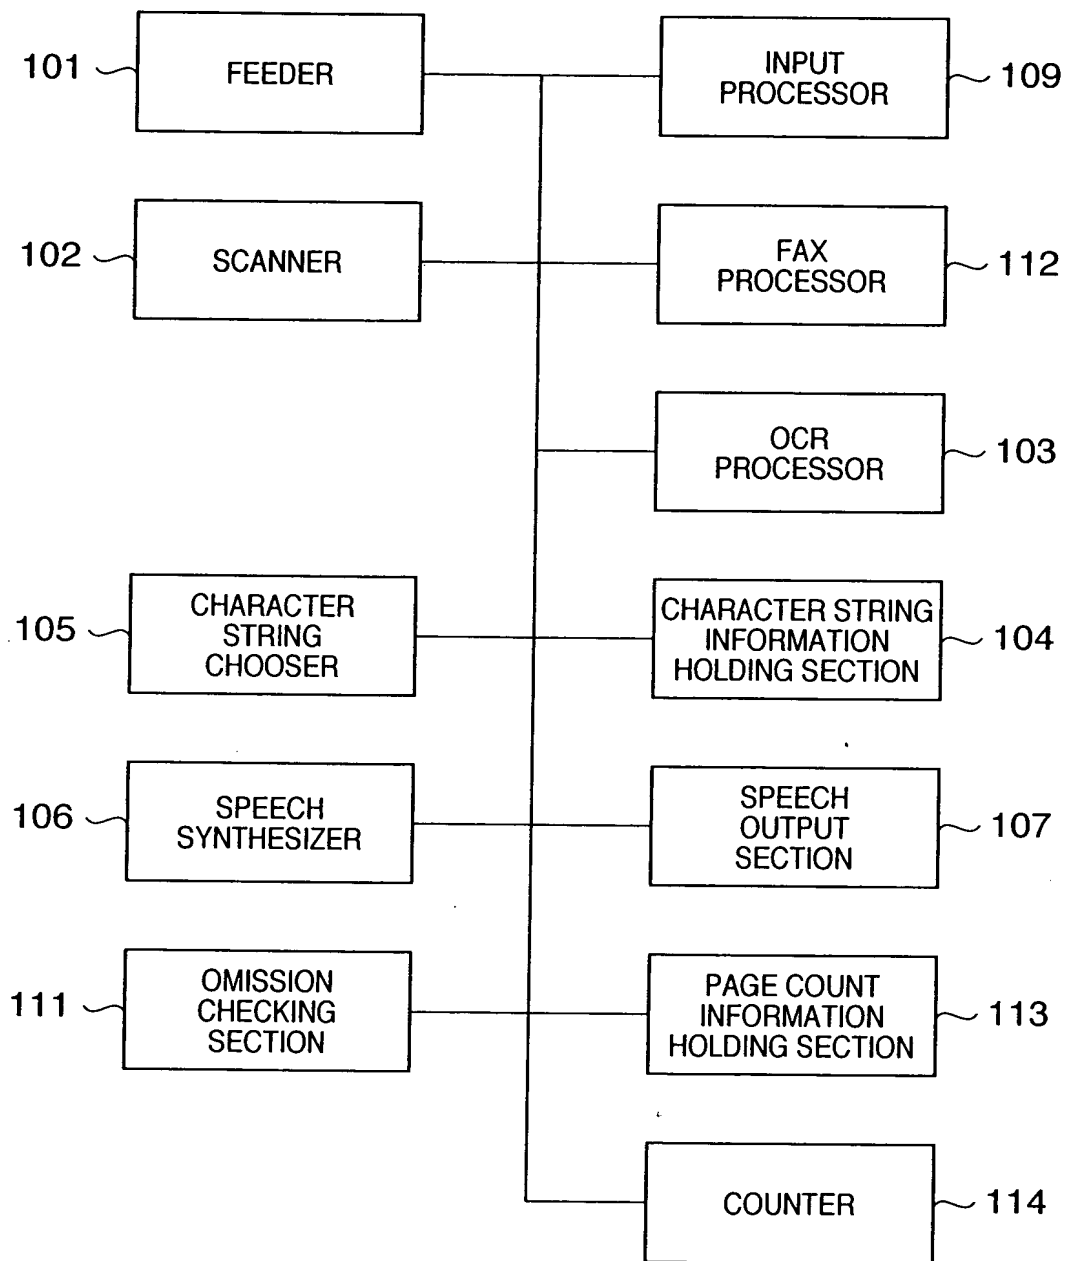 101
FEEDER
INPUT
PROCESSOR
109
102
SCANNER
FAX
PROCESSOR
112
OCR
PROCESSOR
103
105
CHARACTER
STRING
CHOOSER
CHARACTER STRING
INFORMATION
HOLDING SECTION
104
106
SPEECH
SYNTHESIZER
SPEECH
OUTPUT
SECTION
107
111
OMISSION
CHECKING
SECTION
PAGE COUNT
INFORMATION
HOLDING SECTION
113
COUNTER
114